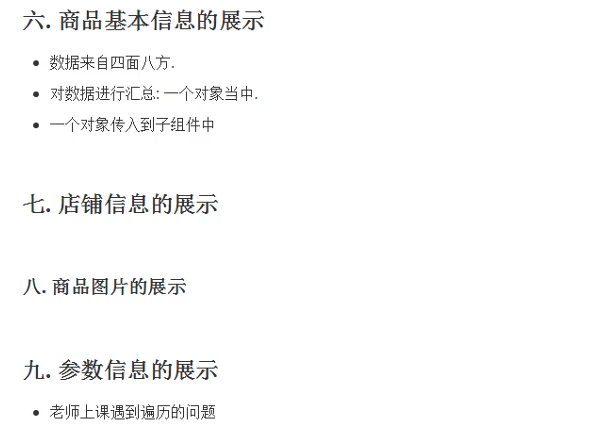 六. 商品基本信息的展示
数据来自四面八方.
对数据进行汇总: 一个对象当中.
一个对象传入到子组件中
七. 店铺信息的展示
八. 商品图片的展示
九. 参数信息的展示
老师上课遇到遍历的问题